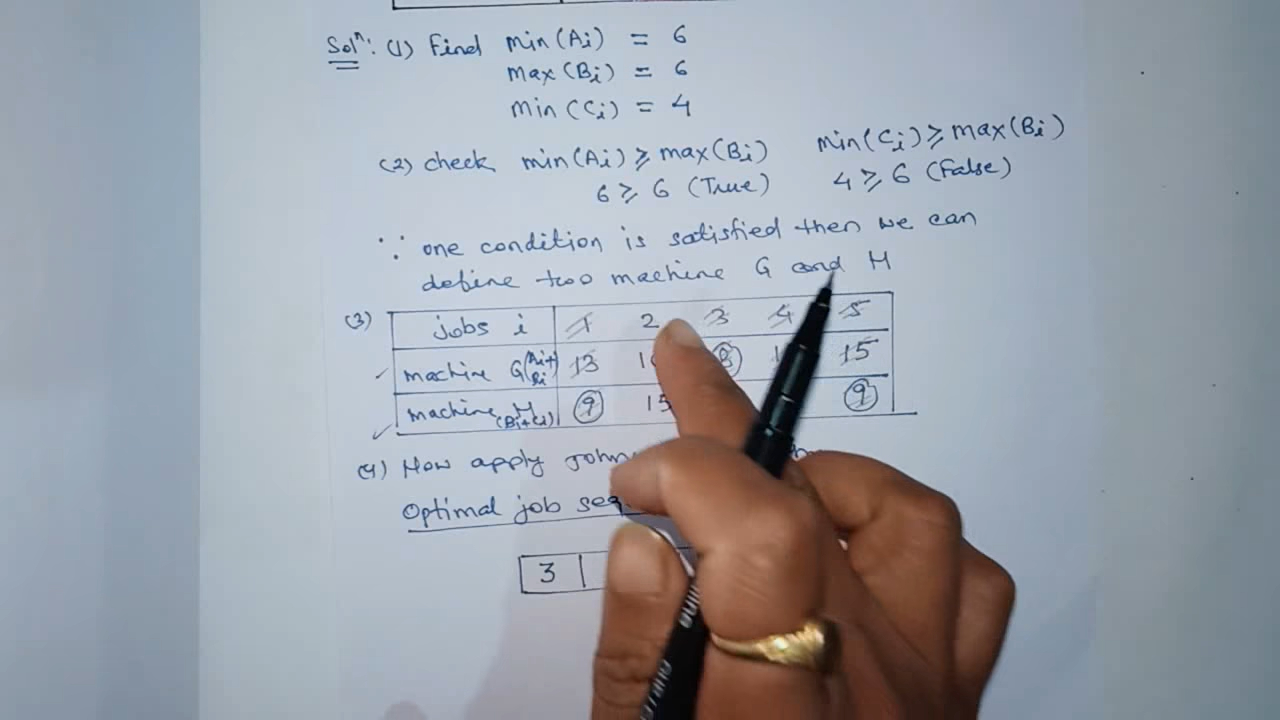 Solⁿ: (1) Find min(Ai) = 6
max(Bi) = 6
min(Ci) = 4
(2) check min(Ai) ≥ max(Bi) min(Ci) ≥ max(Bi)
6 ≥ 6 (True) 4 ≥ 6 (False)
∵ one condition is satisfied then we can
define two machine G and H
(3) jobs i 1 2 3 4 5
machine G(Ai+Bi) 13 15
machine H (Bi+Ci) 9 15 9
(4) Now apply
Optimal job
3